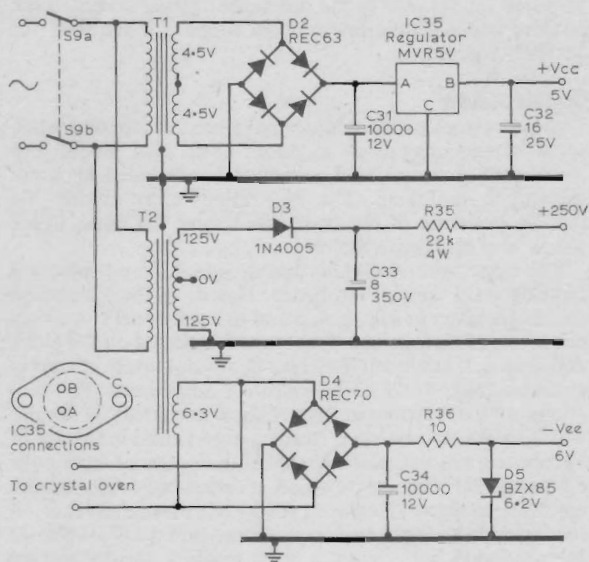 S9a
S9b
T1
4·5V
4·5V
D2
REC63
C31
10000
12V
IC35
Regulator
MVR5V
A
B
C
+Vcc
5V
C32
16
25V
T2
125V
0V
125V
D3
1N4005
C33
8
350V
R35
22k
4W
+250V
B
A
C
IC35
connections
6·3V
To crystal oven
D4
REC70
C34
10000
12V
R36
10
D5
BZX85
6·2V
−Vee
6V